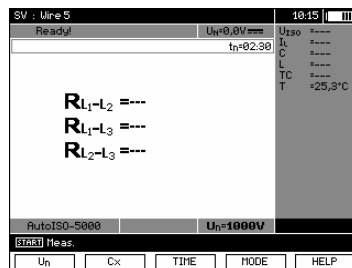 SV : Wire 5 10:15
Ready! UN=0,0V
tn=02:30
UISO =---
IL =---
C =---
L =---
TC =---
T =25,3°C
RL1-L2 =---
RL1-L3 =---
RL2-L3 =---
AutoISO-5000 Un=1000V
START Meas.
Un Cx TIME MODE HELP